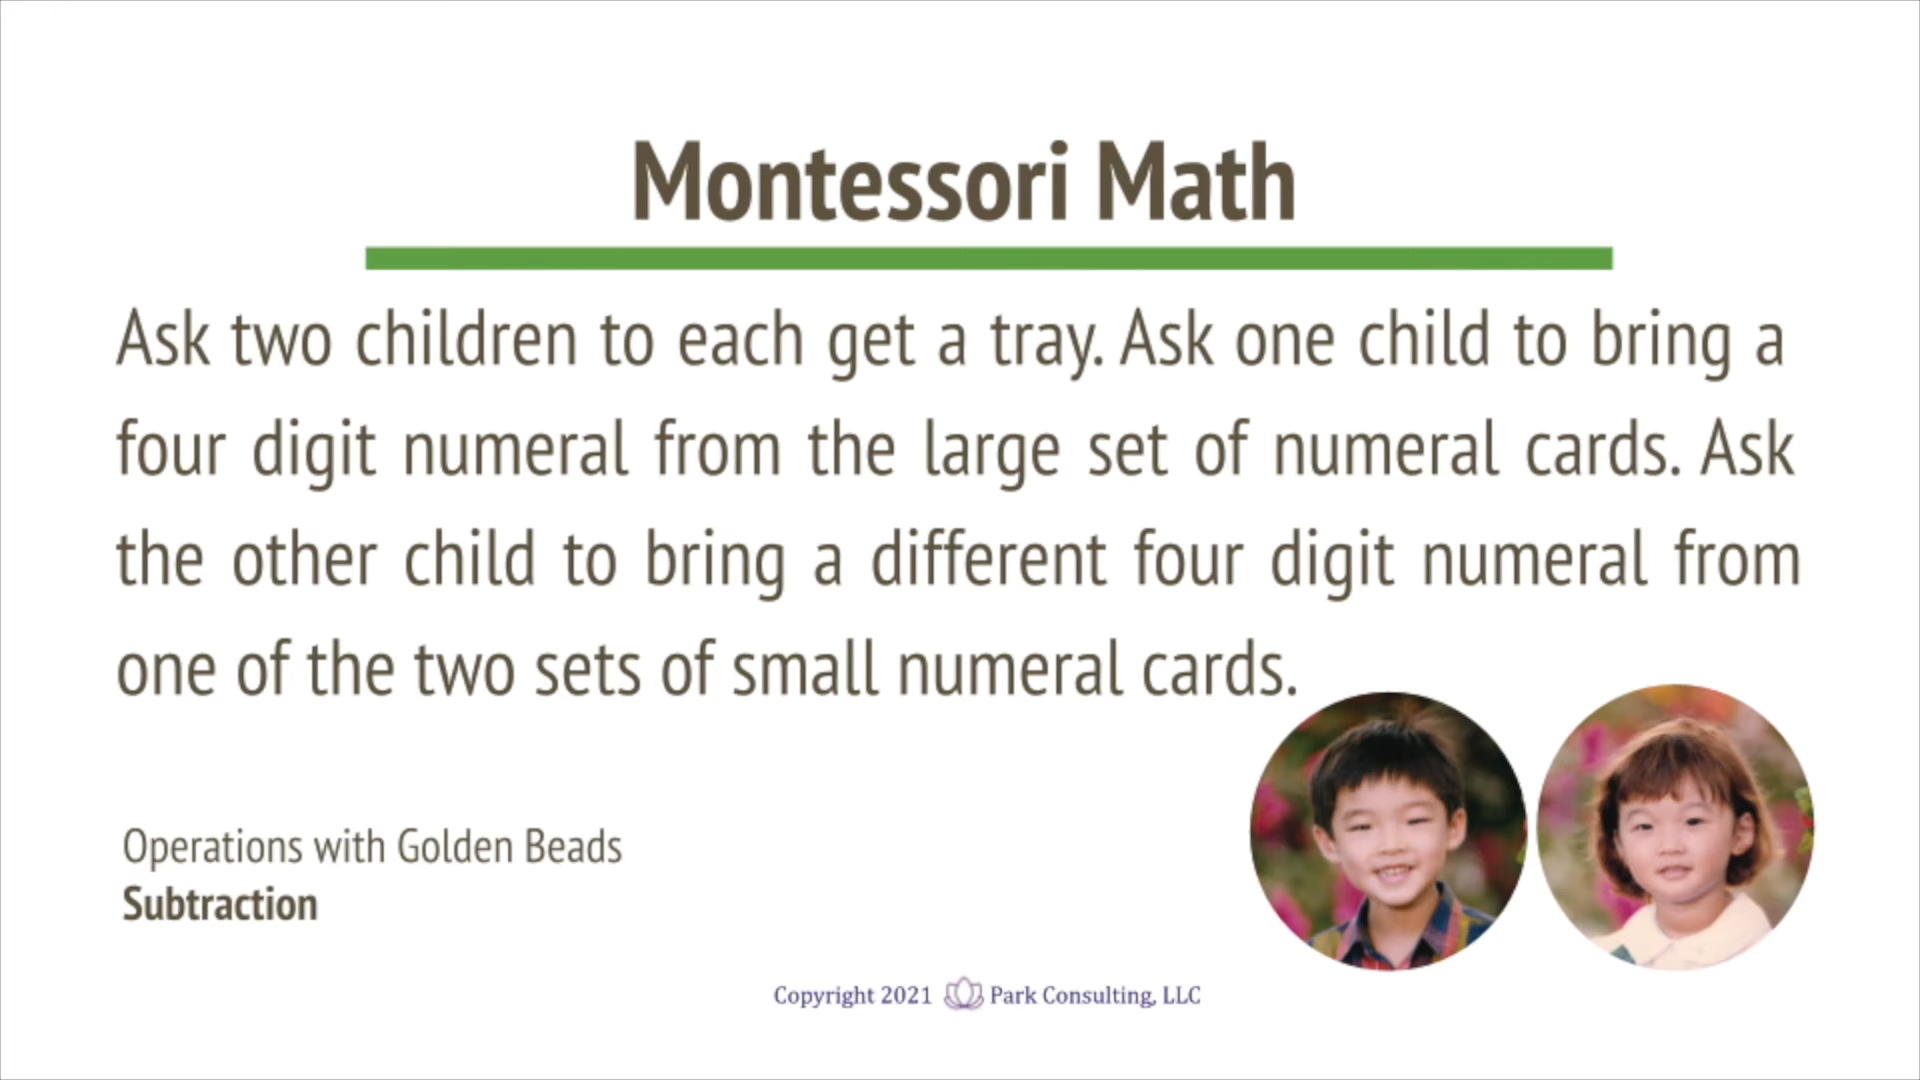 Montessori Math
Ask two children to each get a tray. Ask one child to bring a
four digit numeral from the large set of numeral cards. Ask
the other child to bring a different four digit numeral from
one of the two sets of small numeral cards.
Operations with Golden Beads
Subtraction
Copyright 2021 Park Consulting, LLC